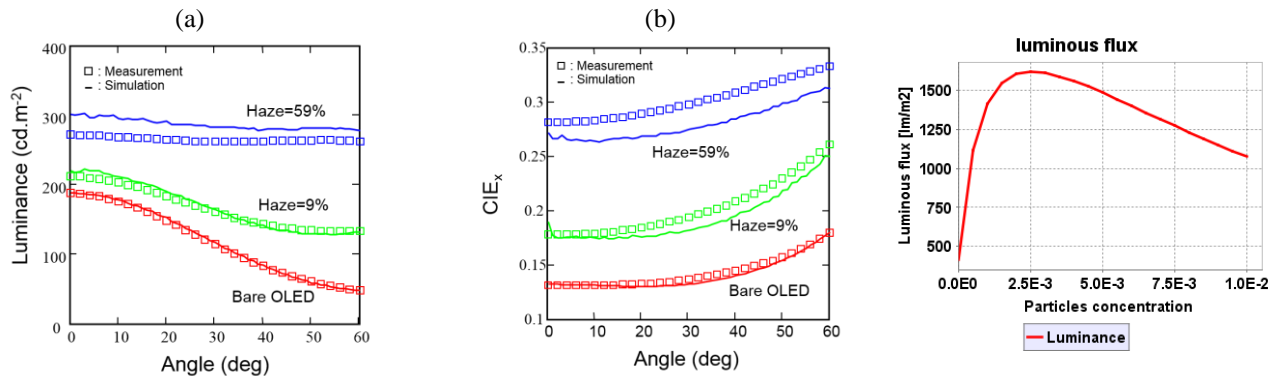 (a)
400
300
200
100
0
Luminance (cd.m⁻²)
□ : Measurement
– : Simulation
Haze=59%
Haze=9%
Bare OLED
0 10 20 30 40 50 60
Angle (deg)
(b)
0.35
0.3
0.25
0.2
0.15
0.1
CIEₓ
□ : Measurement
– : Simulation
Haze=59%
Haze=9%
Bare OLED
0 10 20 30 40 50 60
Angle (deg)
luminous flux
1500
1250
1000
750
500
Luminous flux [lm/m2]
0.0E0 2.5E-3 5.0E-3 7.5E-3 1.0E-2
Particles concentration
Luminance